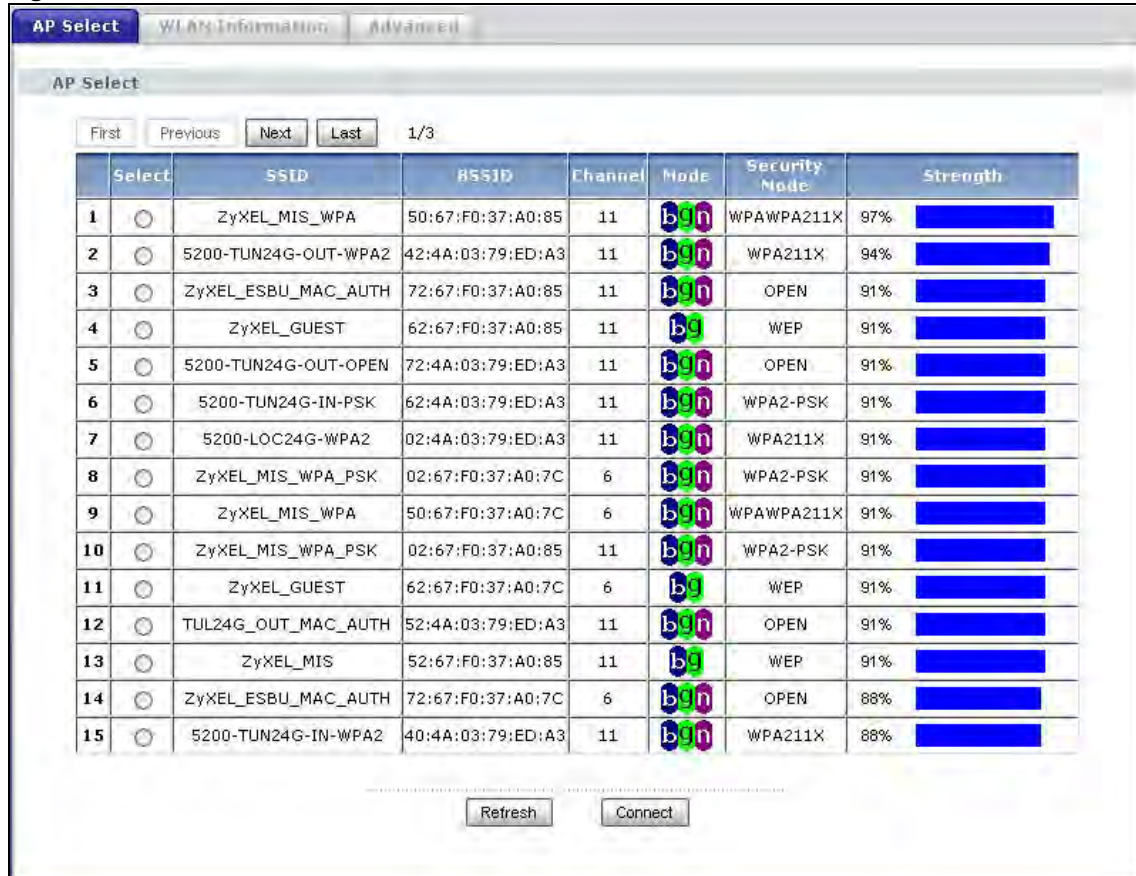 AP Select WLAN Information Advanced
AP Select
First Previous Next Last 1/3
Select SSID BSSID Channel Mode Security Mode Strength
1 ZyXEL_MIS_WPA 50:67:F0:37:A0:85 11 bgn WPAWPA211X 97%
2 5200-TUN24G-OUT-WPA2 42:4A:03:79:ED:A3 11 bgn WPA211X 94%
3 ZyXEL_ESBU_MAC_AUTH 72:67:F0:37:A0:85 11 bgn OPEN 91%
4 ZyXEL_GUEST 62:67:F0:37:A0:85 11 bg WEP 91%
5 5200-TUN24G-OUT-OPEN 72:4A:03:79:ED:A3 11 bgn OPEN 91%
6 5200-TUN24G-IN-PSK 62:4A:03:79:ED:A3 11 bgn WPA2-PSK 91%
7 5200-LOC24G-WPA2 02:4A:03:79:ED:A3 11 bgn WPA211X 91%
8 ZyXEL_MIS_WPA_PSK 02:67:F0:37:A0:7C 6 bgn WPA2-PSK 91%
9 ZyXEL_MIS_WPA 50:67:F0:37:A0:7C 6 bgn WPAWPA211X 91%
10 ZyXEL_MIS_WPA_PSK 02:67:F0:37:A0:85 11 bgn WPA2-PSK 91%
11 ZyXEL_GUEST 62:67:F0:37:A0:7C 6 bg WEP 91%
12 TUL24G_OUT_MAC_AUTH 52:4A:03:79:ED:A3 11 bgn OPEN 91%
13 ZyXEL_MIS 52:67:F0:37:A0:85 11 bg WEP 91%
14 ZyXEL_ESBU_MAC_AUTH 72:67:F0:37:A0:7C 6 bgn OPEN 88%
15 5200-TUN24G-IN-WPA2 40:4A:03:79:ED:A3 11 bgn WPA211X 88%
Refresh Connect